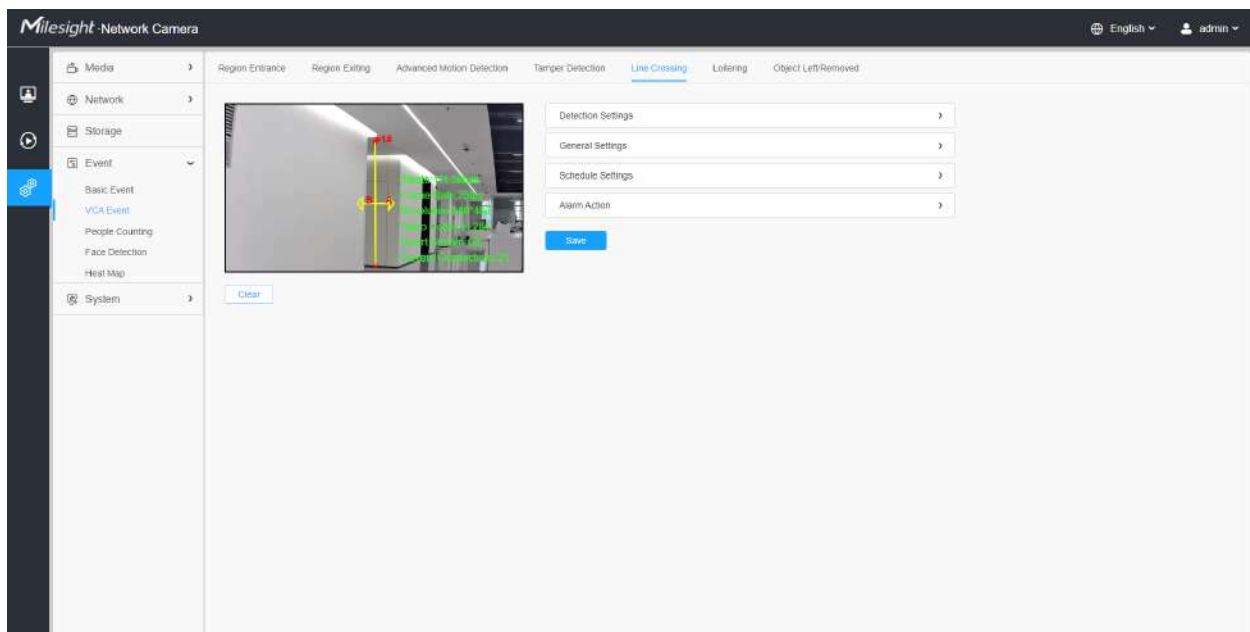 Milesight · Network Camera
English
admin
Media
Network
Storage
Event
Basic Event
VCA Event
People Counting
Face Detection
Heat Map
System
Region Entrance
Region Exiting
Advanced Motion Detection
Tamper Detection
Line Crossing
Loitering
Object Left/Removed
Detection Settings
General Settings
Schedule Settings
Alarm Action
Save
Clear